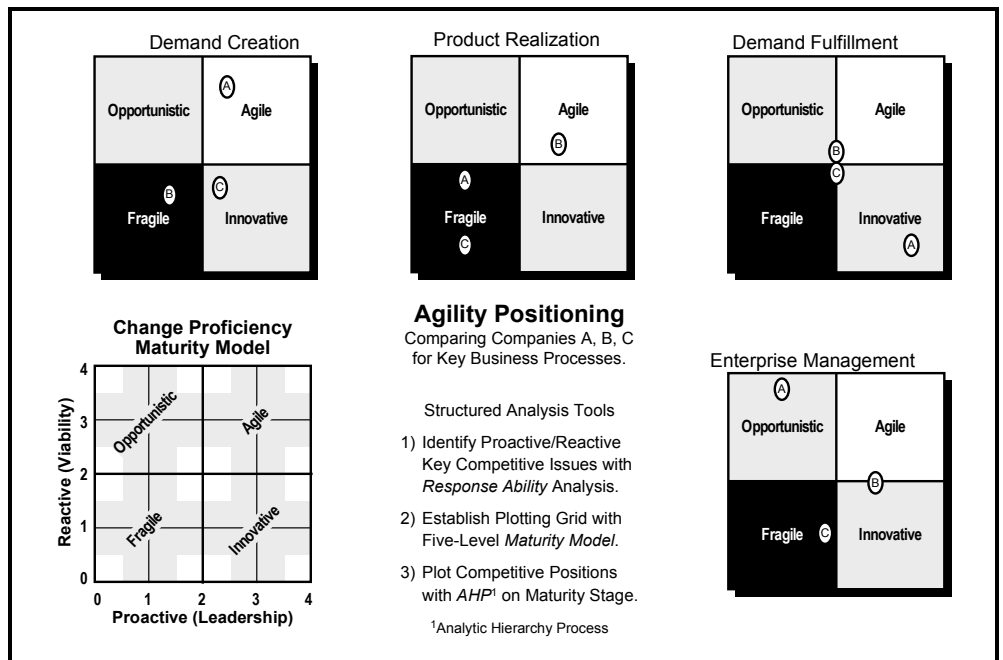 Demand Creation
Opportunistic
Agile
Fragile
Innovative
A
B
C
Product Realization
Opportunistic
Agile
Fragile
Innovative
B
A
C
Demand Fulfillment
Opportunistic
Agile
Fragile
Innovative
B
C
A
Change Proficiency
Maturity Model
4
3
2
1
0
Reactive (Viability)
Opportunistic
Agile
Fragile
Innovative
0 1 2 3 4
Proactive (Leadership)
Agility Positioning
Comparing Companies A, B, C
for Key Business Processes.
Structured Analysis Tools
1) Identify Proactive/Reactive
Key Competitive Issues with
Response Ability Analysis.
2) Establish Plotting Grid with
Five-Level Maturity Model.
3) Plot Competitive Positions
with AHP¹ on Maturity Stage.
¹Analytic Hierarchy Process
Enterprise Management
A
Opportunistic
Agile
B
Fragile
C
Innovative